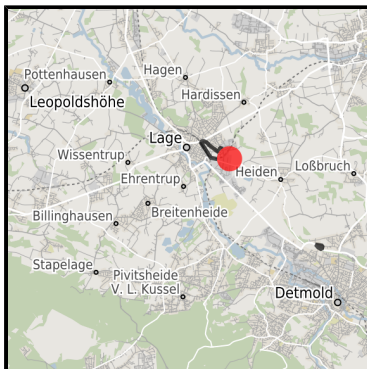 Hagen
Pottenhausen
Leopoldshöhe
Hardissen
Lage
Wissentrup
Loßbruch
Heiden
Ehrentrup
Breitenheide
Billinghausen
Stapelage
Pivitsheide
V. L. Kussel
Detmold